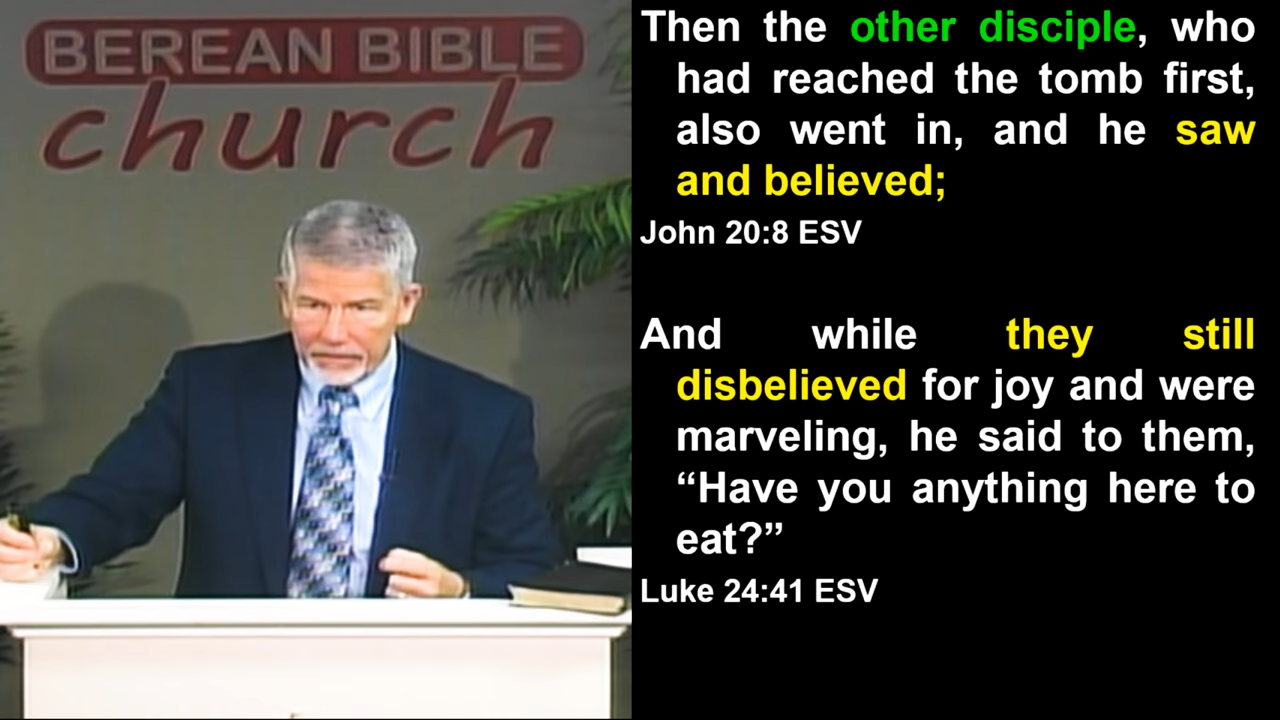 BEREAN BIBLE
church
Then the other disciple, who
had reached the tomb first,
also went in, and he saw
and believed;
John 20:8 ESV
And while they still
disbelieved for joy and were
marveling, he said to them,
“Have you anything here to
eat?”
Luke 24:41 ESV